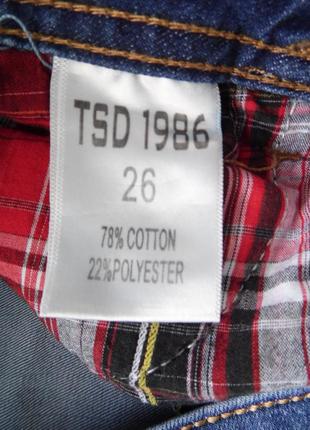 TSD 1986
26
78% COTTON
22%POLYESTER